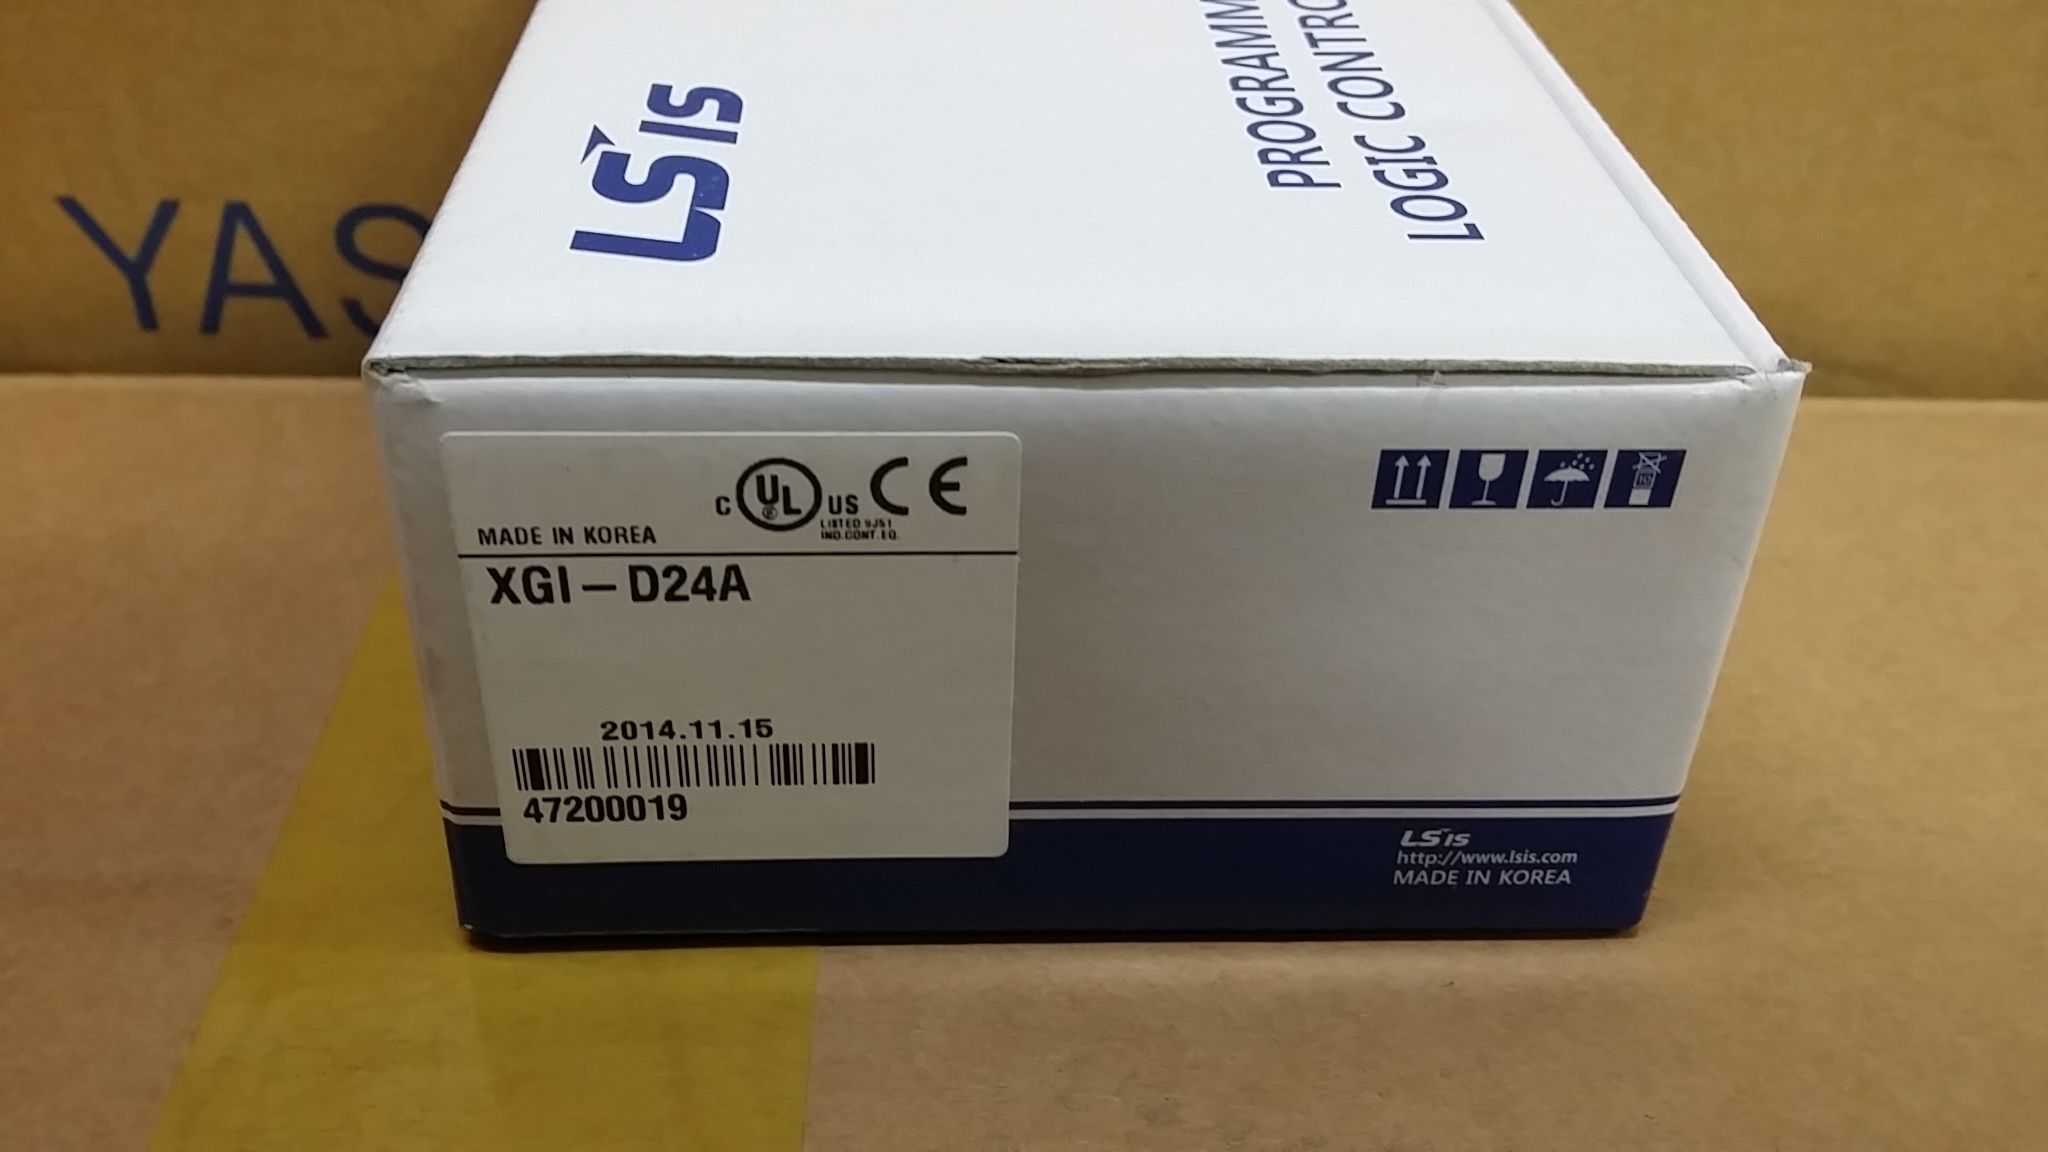 YAS
LSIS
PROGRAMM
LOGIC CONTRO
C UL US CE
®
LISTED 9J51
IND.CONT.EQ.
MADE IN KOREA
XGI-D24A
2014.11.15
47200019
10
LSIS
http://www.lsis.com
MADE IN KOREA